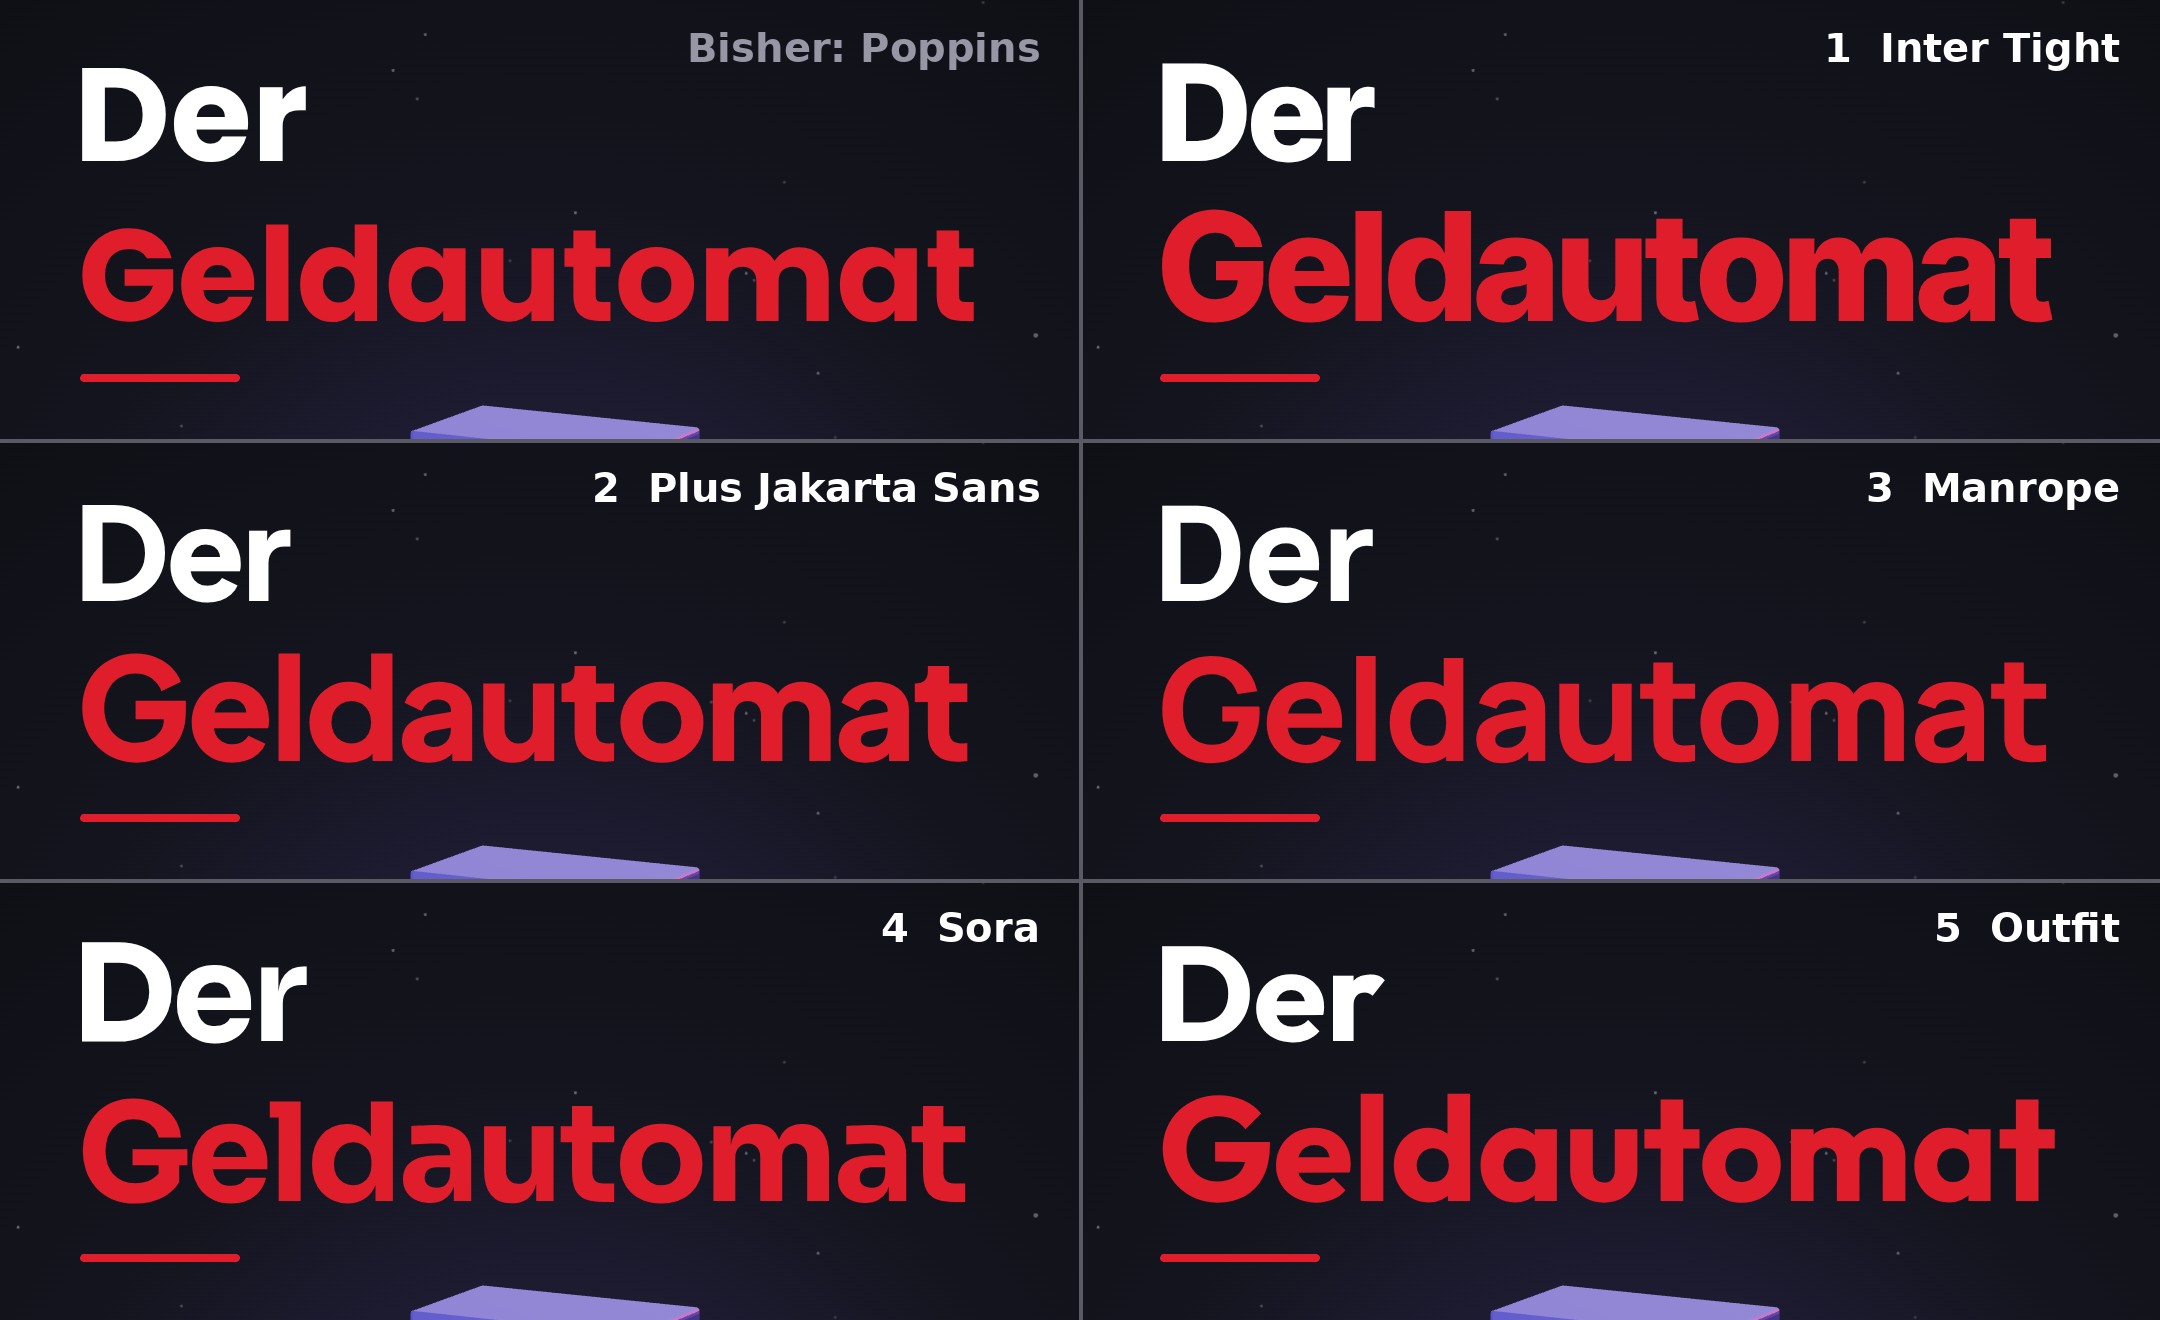 Bisher: Poppins
Der
Geldautomat
1 Inter Tight
Der
Geldautomat
2 Plus Jakarta Sans
Der
Geldautomat
3 Manrope
Der
Geldautomat
4 Sora
Der
Geldautomat
5 Outfit
Der
Geldautomat